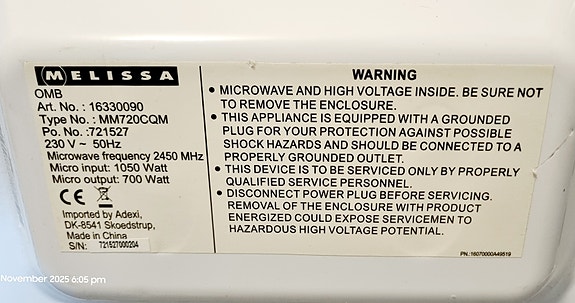 MELISSA
OMB
Art. No. : 16330090
Type No. : MM720CQM
Po. No. :721527
230 V ~ 50Hz
Microwave frequency 2450 MHz
Micro input: 1050 Watt
Micro output: 700 Watt
CE
Imported by Adexi,
DK-8541 Skoedstrup,
Made in China
S/N: 721527000204
WARNING
• MICROWAVE AND HIGH VOLTAGE INSIDE. BE SURE NOT
TO REMOVE THE ENCLOSURE.
• THIS APPLIANCE IS EQUIPPED WITH A GROUNDED
PLUG FOR YOUR PROTECTION AGAINST POSSIBLE
SHOCK HAZARDS AND SHOULD BE CONNECTED TO A
PROPERLY GROUNDED OUTLET.
• THIS DEVICE IS TO BE SERVICED ONLY BY PROPERLY
QUALIFIED SERVICE PERSONNEL.
• DISCONNECT POWER PLUG BEFORE SERVICING.
REMOVAL OF THE ENCLOSURE WITH PRODUCT
ENERGIZED COULD EXPOSE SERVICEMEN TO
HAZARDOUS HIGH VOLTAGE POTENTIAL.
PN.:16070000A49519
November 2025 6:05 pm